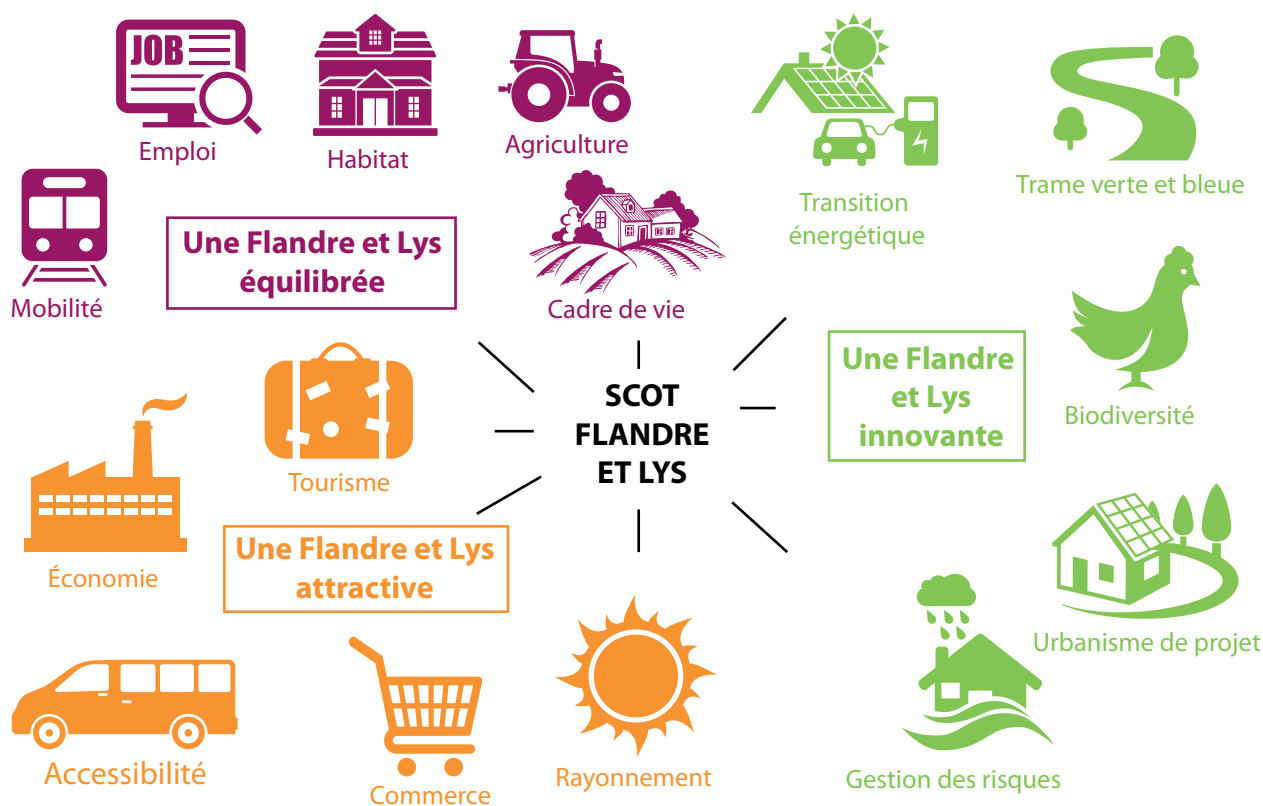 JOB
Emploi
Habitat
Agriculture
Mobilité
Une Flandre et Lys
équilibrée
Cadre de vie
Transition
énergétique
Trame verte et bleue
Une Flandre
et Lys
innovante
Biodiversité
SCOT
FLANDRE
ET LYS
Tourisme
Économie
Une Flandre et Lys
attractive
Accessibilité
Commerce
Rayonnement
Urbanisme de projet
Gestion des risques